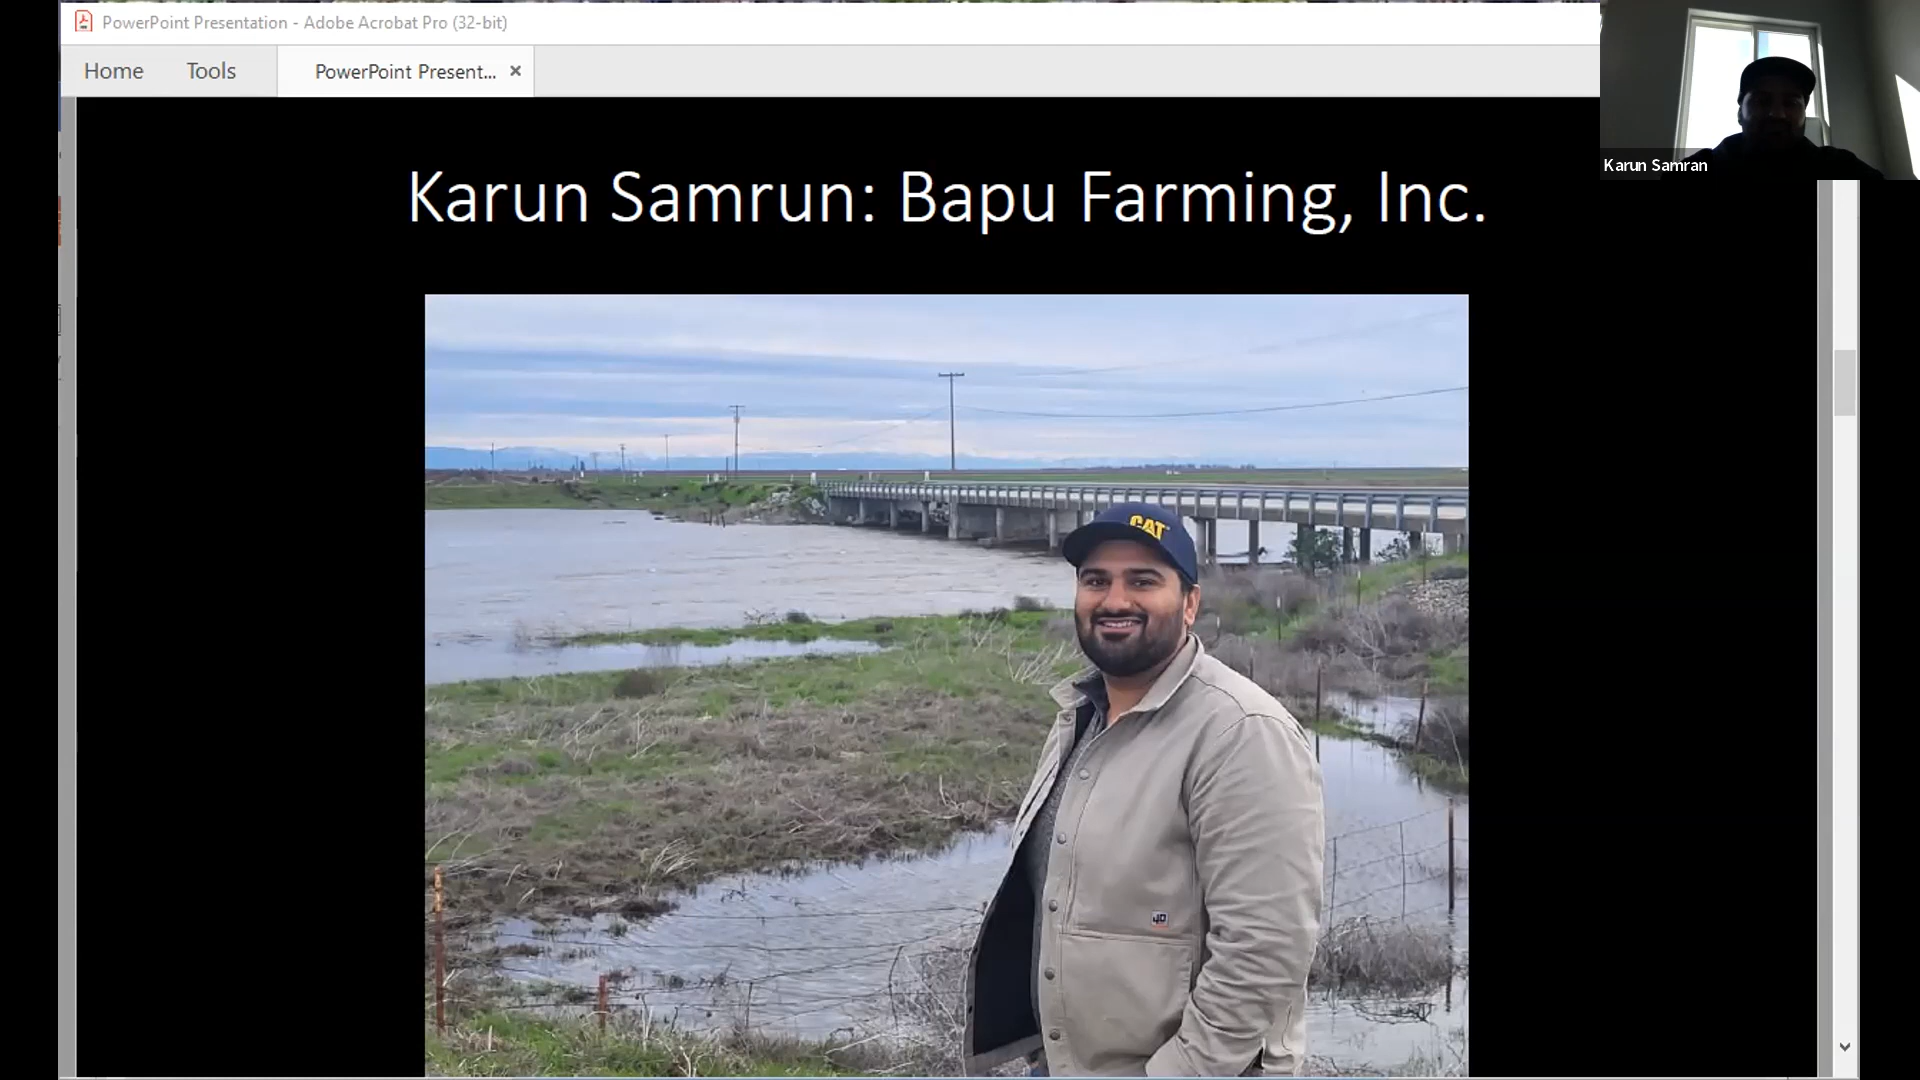 PowerPoint Presentation - Adobe Acrobat Pro (32-bit)
Home Tools PowerPoint Present...
Karun Samran
Karun Samrun: Bapu Farming, Inc.
CAT